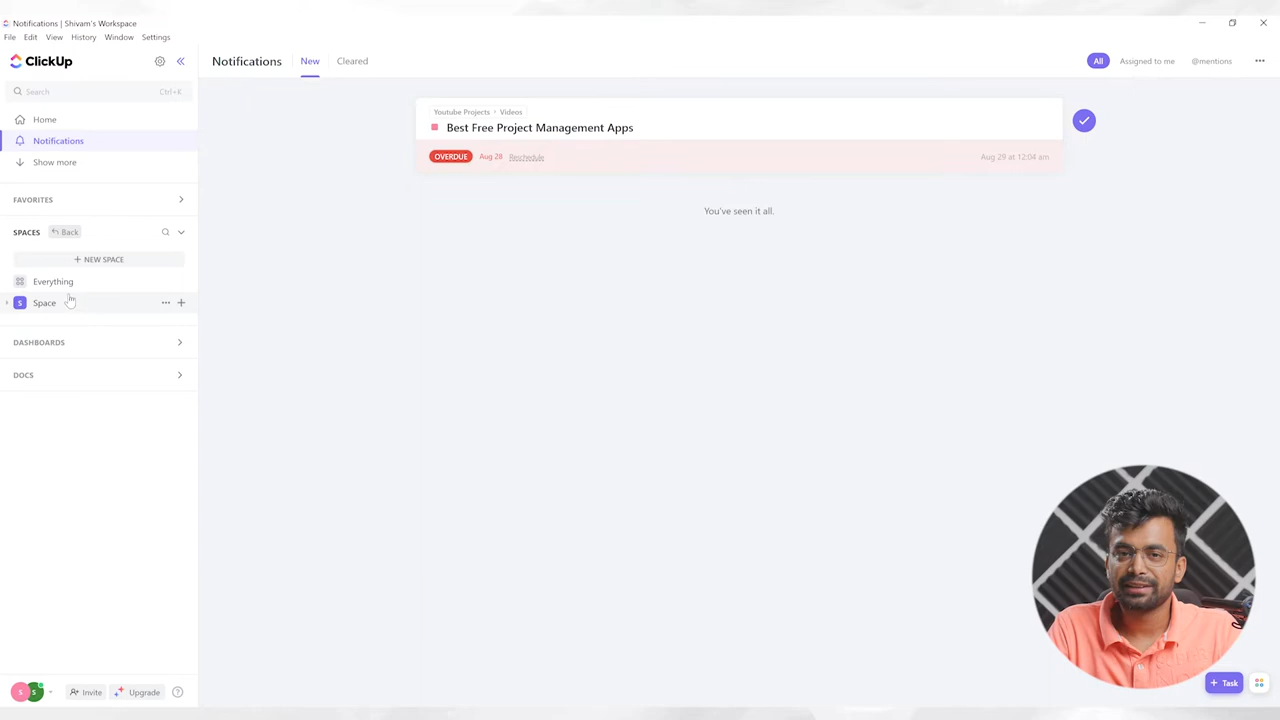 Notifications | Shivam's Workspace
File Edit View History Window Settings
ClickUp
Search Ctrl+K
Home
Notifications
Show more
FAVORITES
SPACES Back
+ NEW SPACE
Everything
S Space
DASHBOARDS
DOCS
S S Invite Upgrade ?
Notifications New Cleared All Assigned to me @mentions
Youtube Projects Videos
Best Free Project Management Apps
OVERDUE Aug 28 Reschedule Aug 29 at 12:04 am
You've seen it all.
+ Task